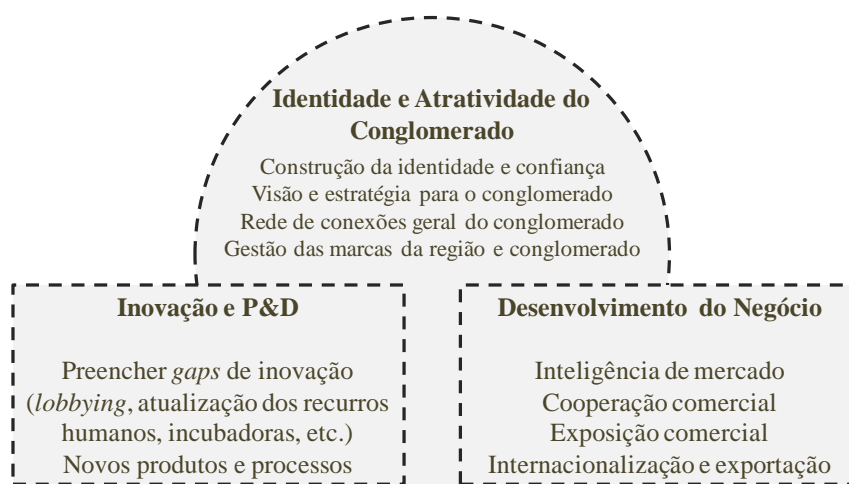 Identidade e Atratividade do
Conglomerado
Construção da identidade e confiança
Visão e estratégia para o conglomerado
Rede de conexões geral do conglomerado
Gestão das marcas da região e conglomerado
Inovação e P&D
Preencher gaps de inovação
(lobbying, atualização dos recurros
humanos, incubadoras, etc.)
Novos produtos e processos
Desenvolvimento do Negócio
Inteligência de mercado
Cooperação comercial
Exposição comercial
Internacionalização e exportação